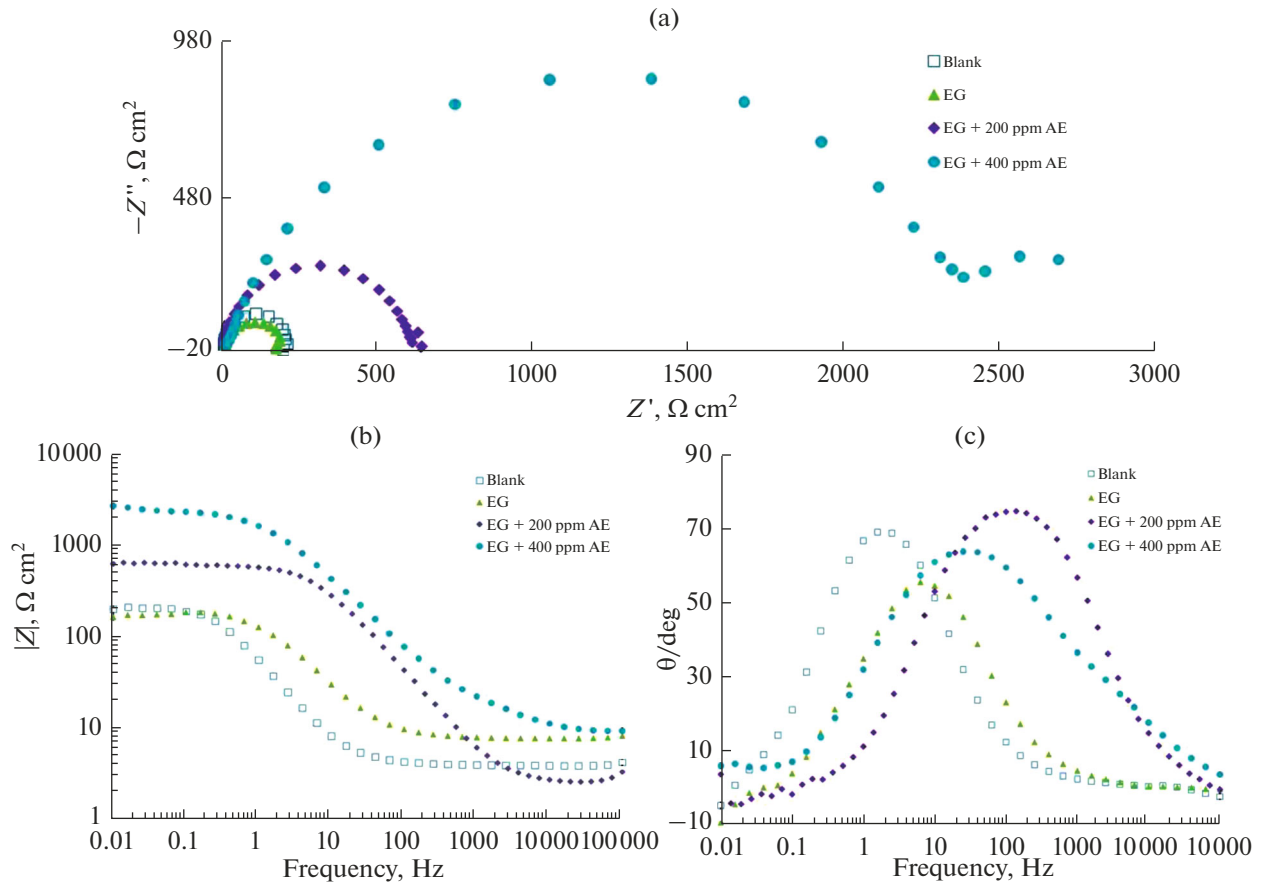 (a)
980
480
−20
−Z″, Ω cm²
0
500
1000
1500
2000
2500
3000
Z′, Ω cm²
Blank
EG
EG + 200 ppm AE
EG + 400 ppm AE
(b)
10000
1000
100
10
1
|Z|, Ω cm²
0.01
0.1
1
10
100
1000
10000
100000
Frequency, Hz
Blank
EG
EG + 200 ppm AE
EG + 400 ppm AE
(c)
90
70
50
30
10
−10
θ/deg
0.01
0.1
1
10
100
1000
10000
100000
Frequency, Hz
Blank
EG
EG + 200 ppm AE
EG + 400 ppm AE